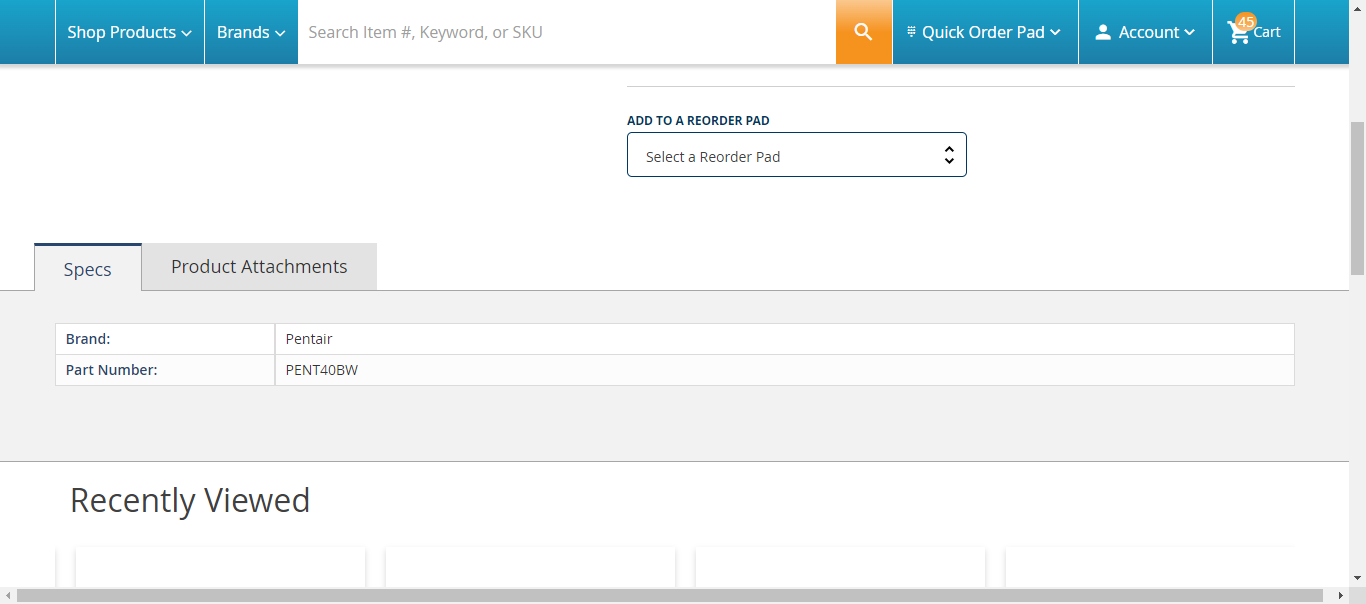 Shop Products
Brands
Search Item #, Keyword, or SKU
Quick Order Pad
Account
45
Cart
ADD TO A REORDER PAD
Select a Reorder Pad
Specs
Product Attachments
Brand: Pentair
Part Number: PENT40BW
Recently Viewed